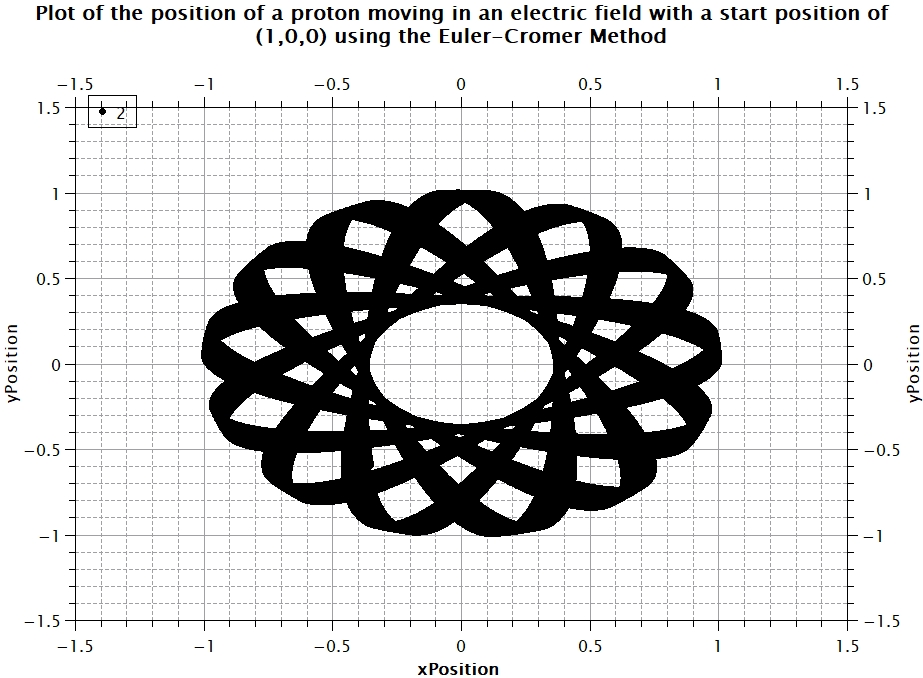 Plot of the position of a proton moving in an electric field with a start position of
(1,0,0) using the Euler−Cromer Method
−1.5 −1 −0.5 0 0.5 1 1.5
2
1.5 1.5
1 1
0.5 0.5
0 0
−0.5 −0.5
−1 −1
−1.5 −1.5
yPosition
yPosition
−1.5 −1 −0.5 0 0.5 1 1.5
xPosition